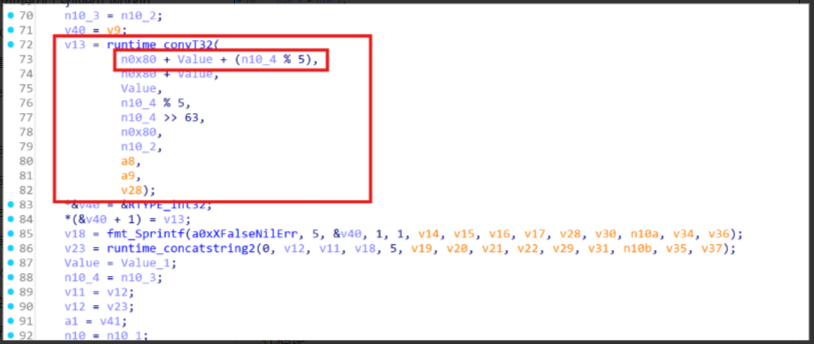 70 n10_3 = n10_2;
71 v40 = v9;
72 v13 = runtime_convT32(
73 n0x80 + Value + (n10_4 % 5),
74 n0x80 + Value,
75 Value,
76 n10_4 % 5,
77 n10_4 >> 63,
78 n0x80,
79 n10_2,
80 a8,
81 a9,
82 v28);
83 *&v40 = &RTYPE_int32;
84 *(&v40 + 1) = v13;
85 v18 = fmt_Sprintf(a0xXFalseNilErr, 5, &v40, 1, 1, v14, v15, v16, v17, v28, v30, n10a, v34, v36);
86 v23 = runtime_concatstring2(0, v12, v11, v18, 5, v19, v20, v21, v22, v29, v31, n10b, v35, v37);
87 Value = Value_1;
88 n10_4 = n10_3;
89 v11 = v12;
90 v12 = v23;
91 a1 = v41;
92 n10 = n10_1;